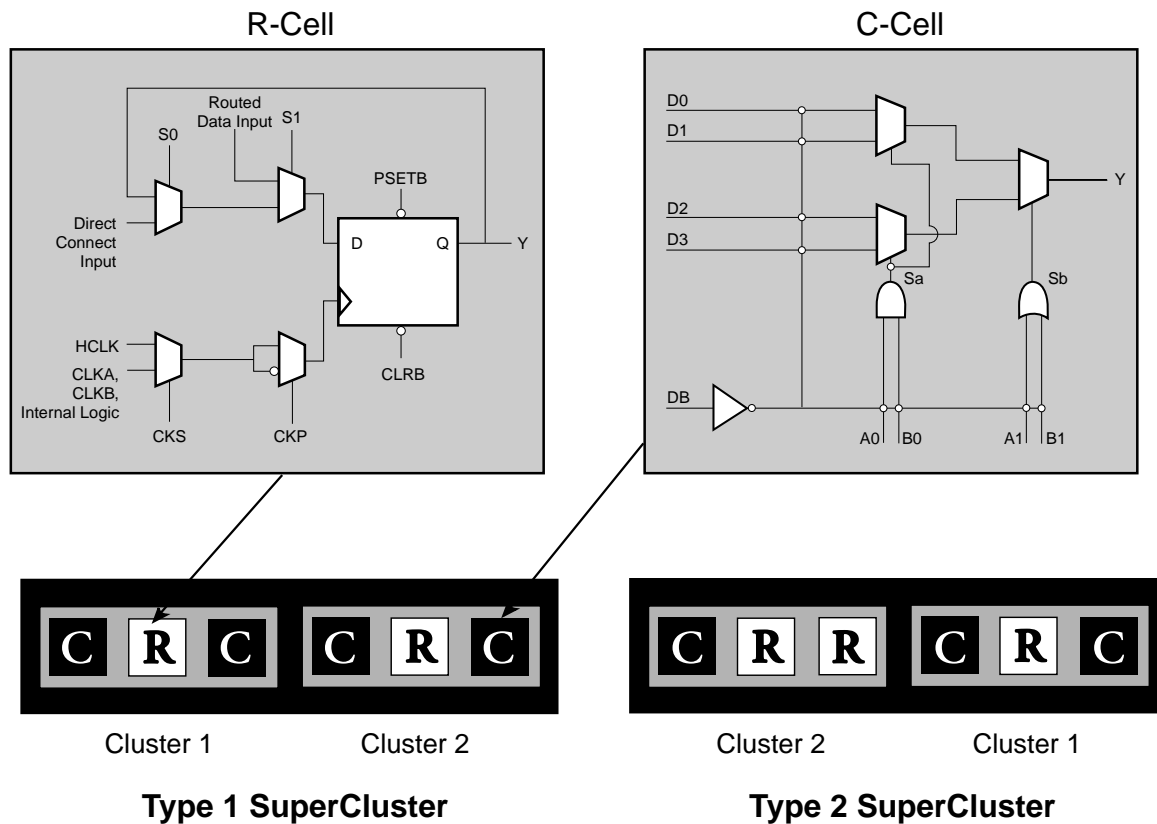 R-Cell
Routed
Data Input
S1
S0
PSETB
Direct
Connect
Input
D
Q
Y
HCLK
CLKA,
CLKB,
Internal Logic
CLRB
CKS
CKP
C-Cell
D0
D1
Y
D2
D3
Sa
Sb
DB
A0
B0
A1
B1
C
R
C
C
R
C
Cluster 1
Cluster 2
Type 1 SuperCluster
C
R
R
C
R
C
Cluster 2
Cluster 1
Type 2 SuperCluster